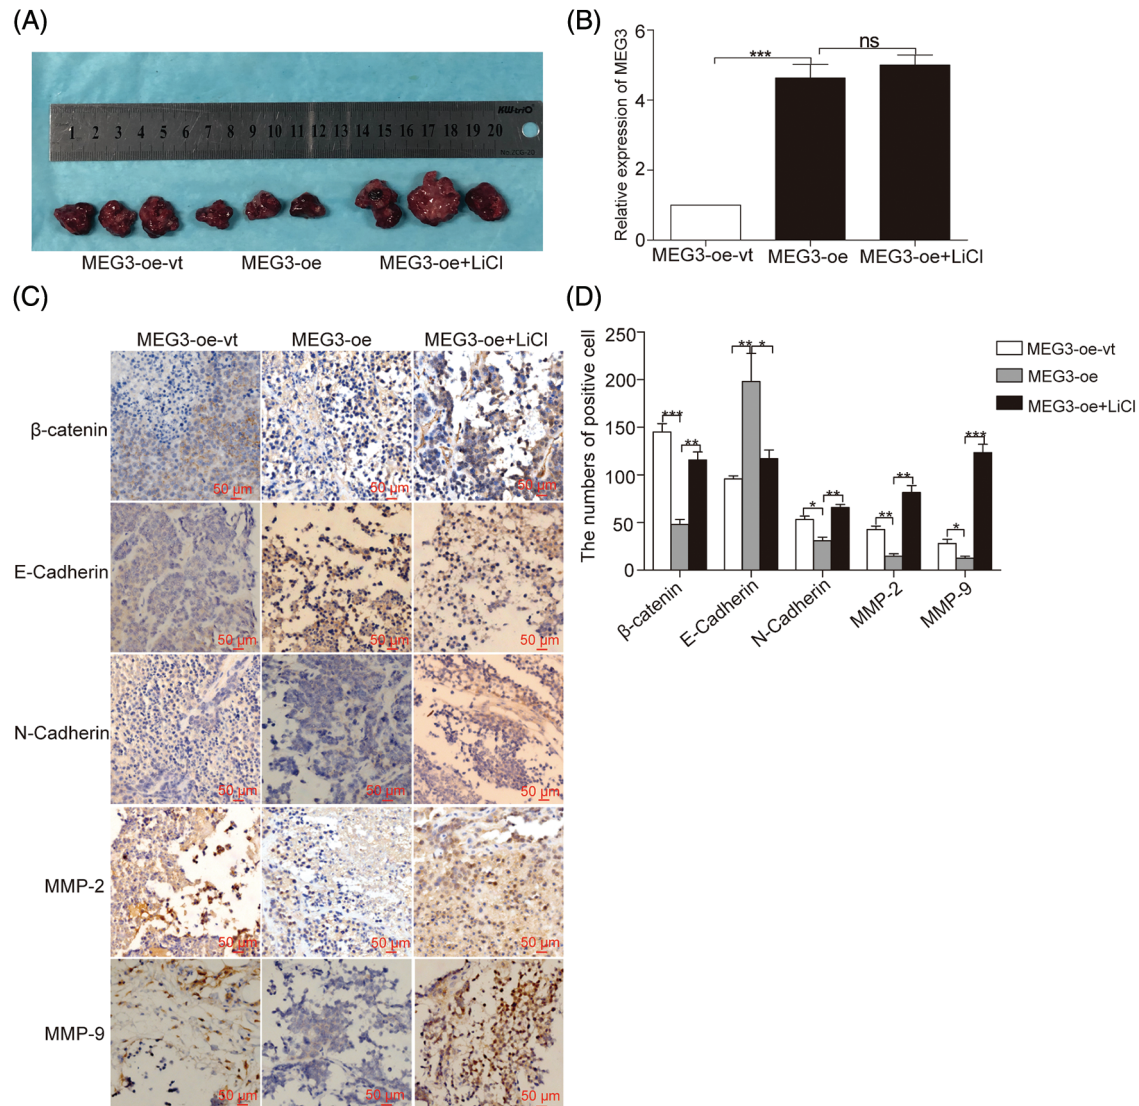 (A)
KW-triO
1 2 3 4 5 6 7 8 9 10 11 12 13 14 15 16 17 18 19 20
MEG3-oe-vt MEG3-oe MEG3-oe+LiCl
(B)
Relative expression of MEG3
6
4
2
0
*** ns
MEG3-oe-vt MEG3-oe MEG3-oe+LiCl
(C)
MEG3-oe-vt MEG3-oe MEG3-oe+LiCl
β-catenin
50 µm 50 µm 50 µm
E-Cadherin
50 µm 50 µm 50 µm
N-Cadherin
50 µm 50 µm 50 µm
MMP-2
50 µm 50 µm 50 µm
MMP-9
50 µm 50 µm 50 µm
(D)
The numbers of positive cell
250
200
150
100
50
0
*** ** ** * * ** ** ** * ***
β-catenin E-Cadherin N-Cadherin MMP-2 MMP-9
MEG3-oe-vt
MEG3-oe
MEG3-oe+LiCl